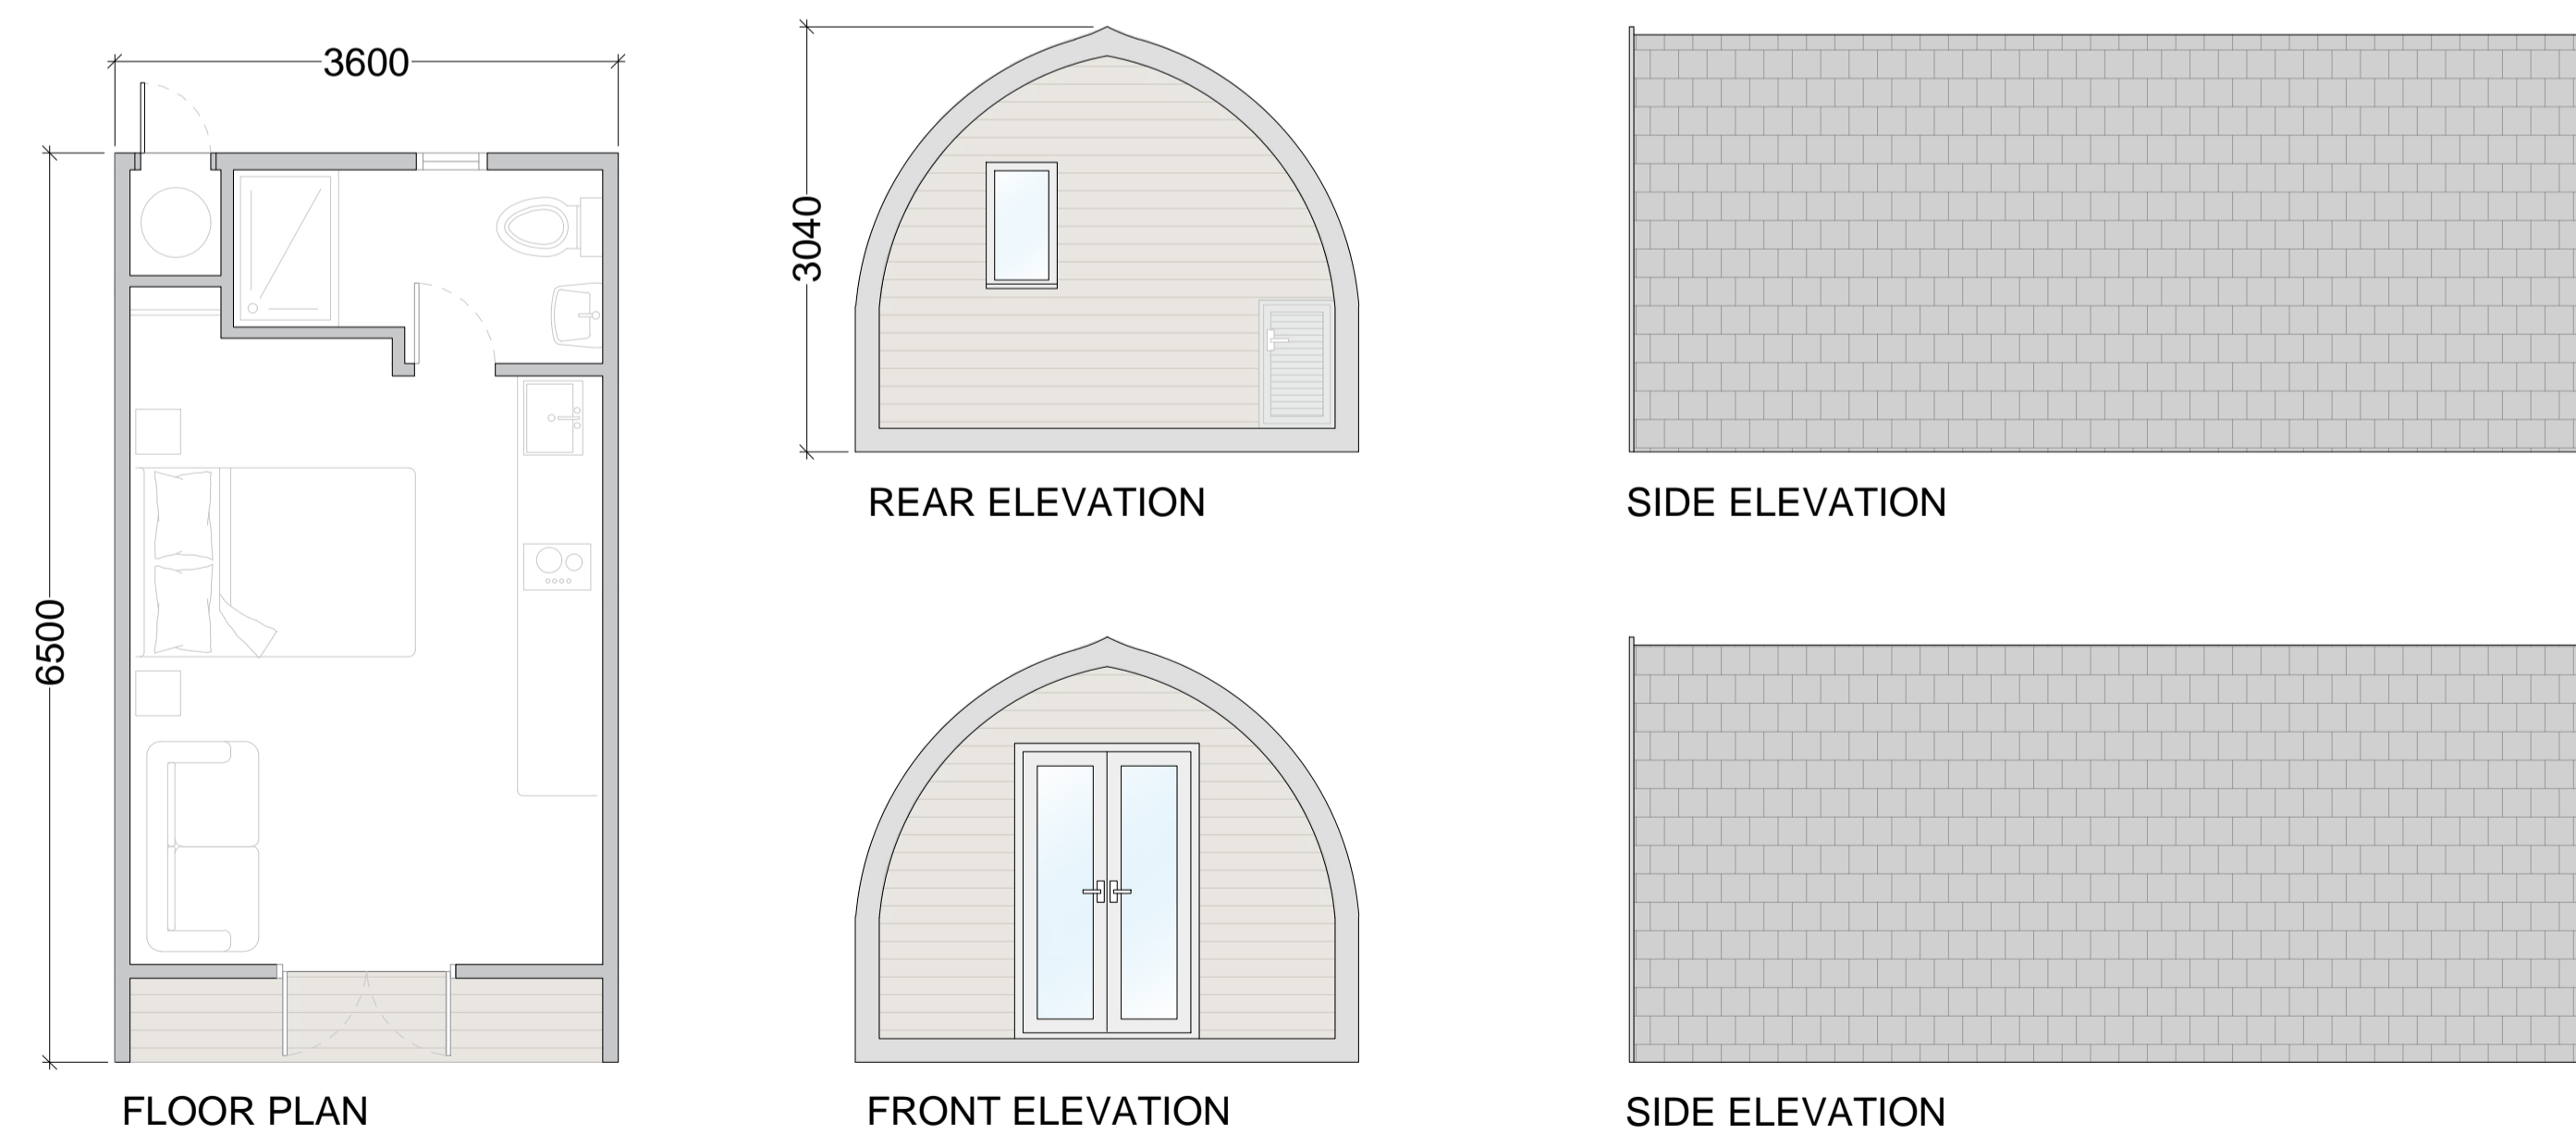 3600
6500
FLOOR PLAN
3040
REAR ELEVATION
SIDE ELEVATION
FRONT ELEVATION
SIDE ELEVATION